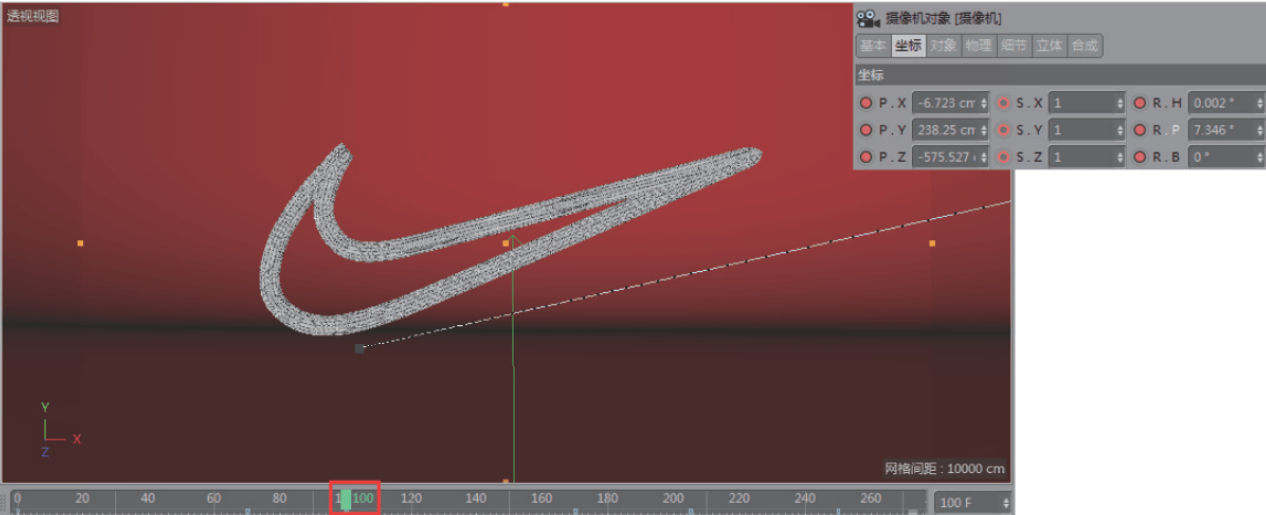 透视视图
摄像机对象 [摄像机]
基本 坐标 对象 物理 细节 立体 合成
坐标
P . X -6.723 cm S . X 1 R . H 0.002 °
P . Y 238.25 cm S . Y 1 R . P 7.346 °
P . Z -575.527 S . Z 1 R . B 0 °
Y
X
Z
网格间距 : 10000 cm
0 20 40 60 80 100 120 140 160 180 200 220 240 260 100 F